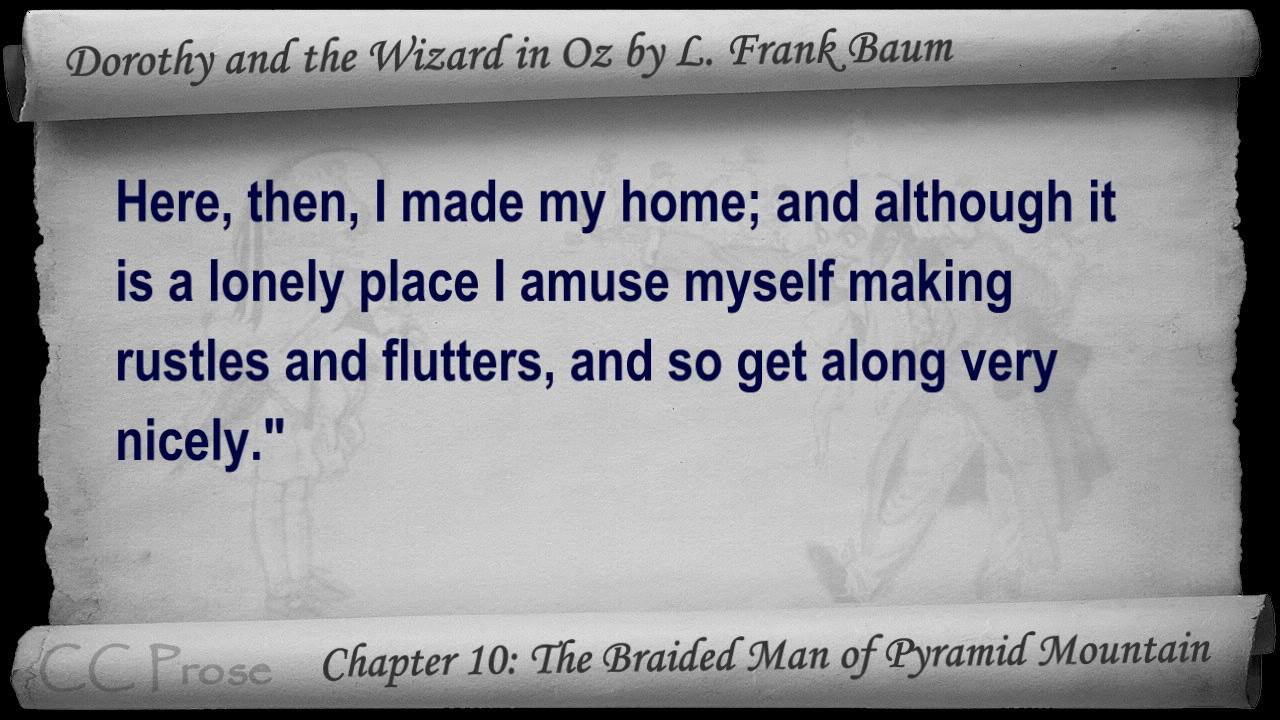 Dorothy and the Wizard in Oz by L. Frank Baum
Here, then, I made my home; and although it
is a lonely place I amuse myself making
rustles and flutters, and so get along very
nicely."
CC Prose
Chapter 10: The Braided Man of Pyramid Mountain